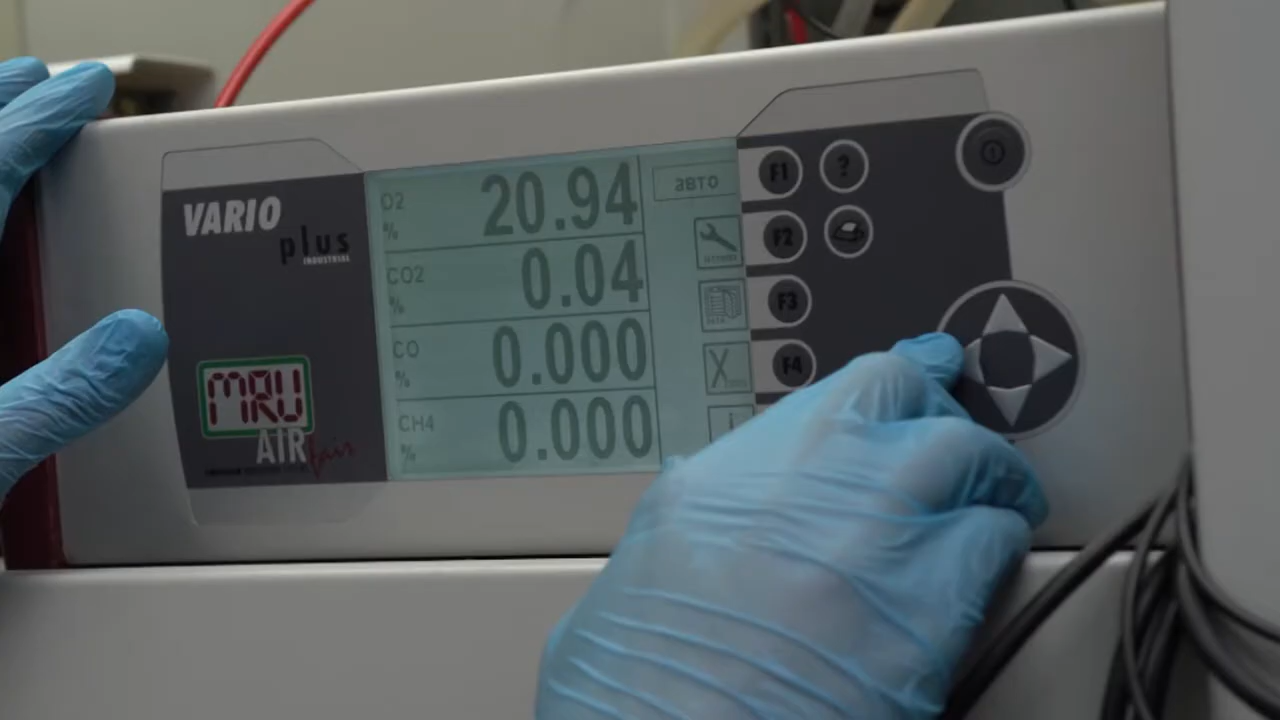 VARIO
plus
INDUSTRIAL
MRU
AIR
fair
O2
%
20.94
CO2
%
0.04
CO
%
0.000
CH4
%
0.000
авто
F1
?
F2
F3
F4